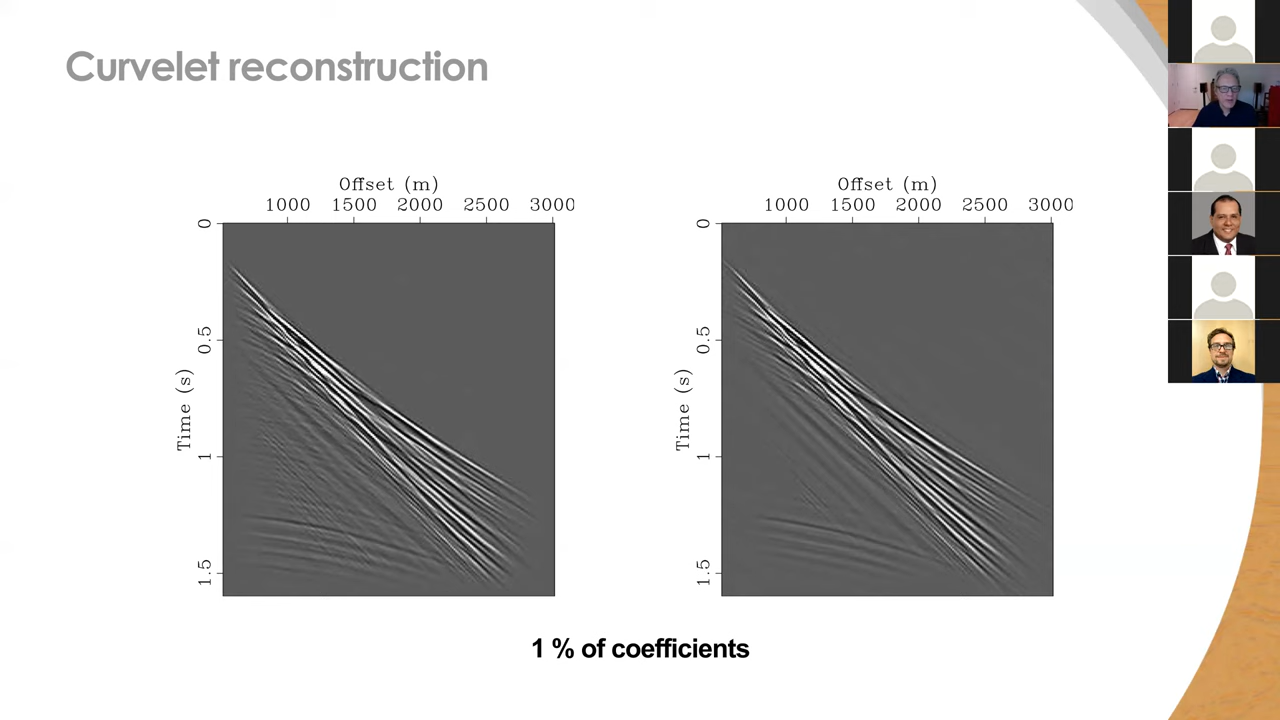 Curvelet reconstruction
Offset (m)
1000 1500 2000 2500 3000
Time (s)
0
0.5
1
1.5
Offset (m)
1000 1500 2000 2500 3000
Time (s)
0
0.5
1
1.5
1 % of coefficients